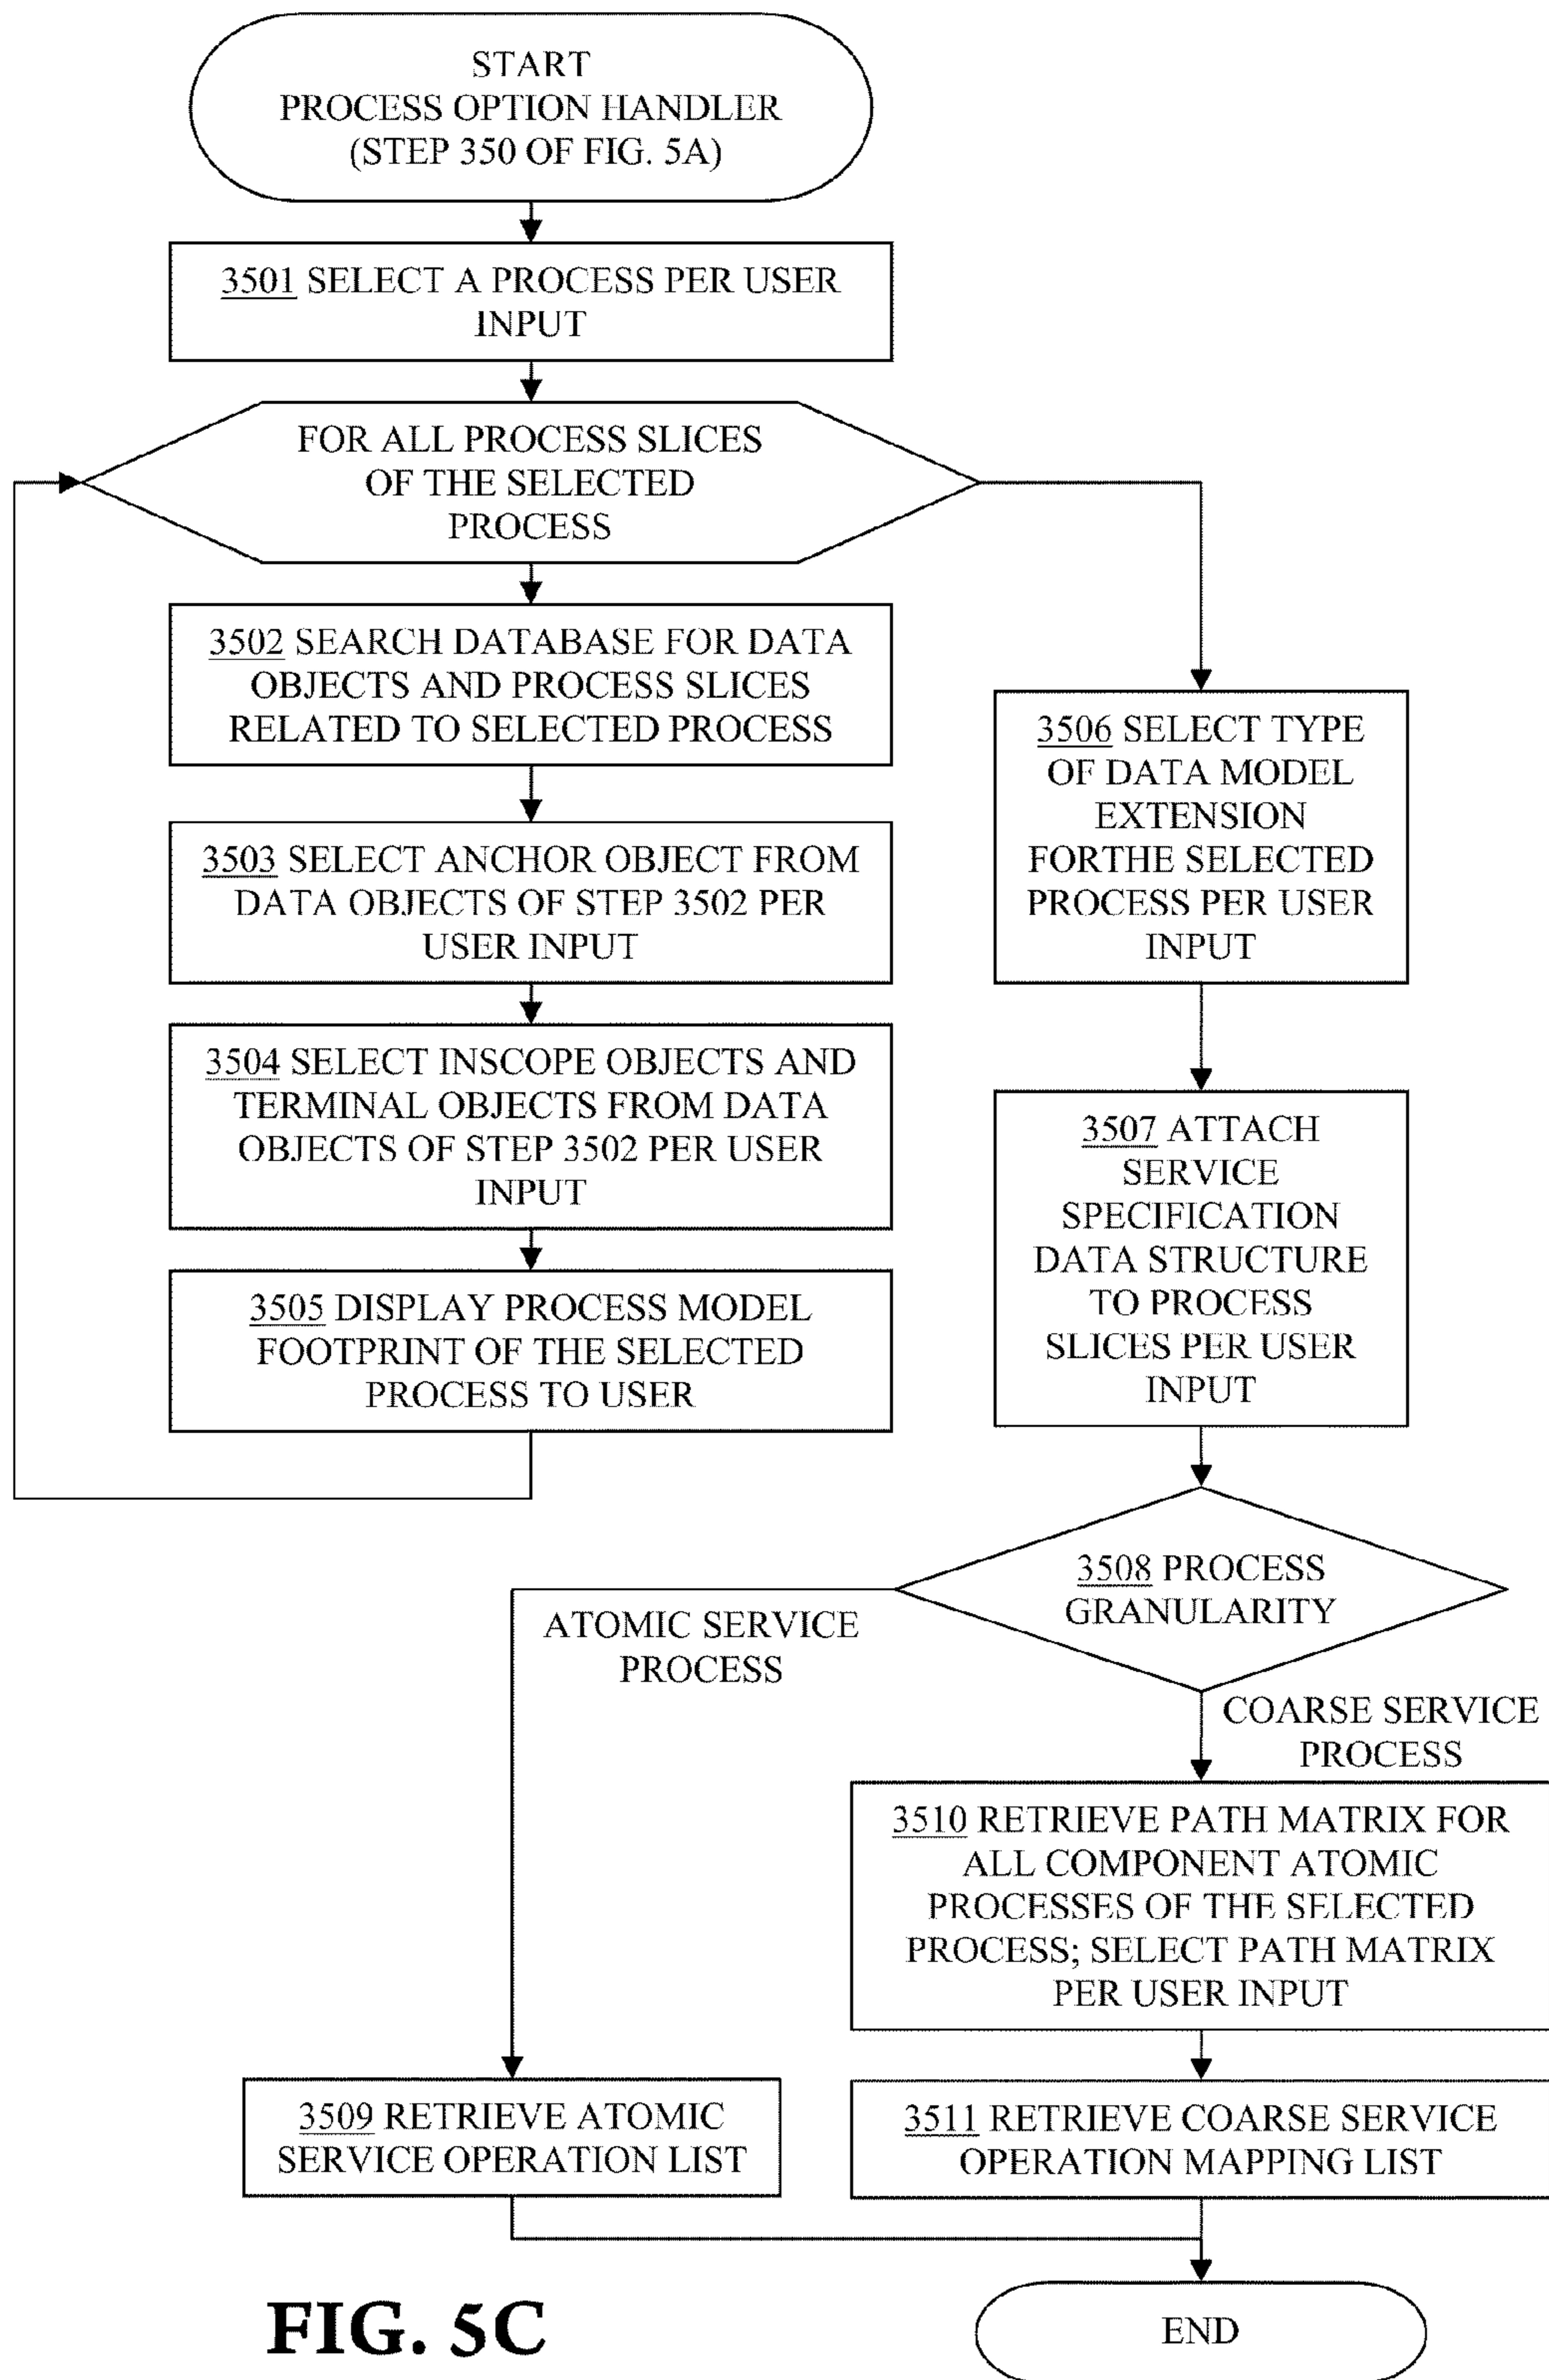 START
PROCESS OPTION HANDLER
(STEP 350 OF FIG. 5A)
3501 SELECT A PROCESS PER USER
INPUT
FOR ALL PROCESS SLICES
OF THE SELECTED
PROCESS
3502 SEARCH DATABASE FOR DATA
OBJECTS AND PROCESS SLICES
RELATED TO SELECTED PROCESS
3503 SELECT ANCHOR OBJECT FROM
DATA OBJECTS OF STEP 3502 PER
USER INPUT
3504 SELECT INSCOPE OBJECTS AND
TERMINAL OBJECTS FROM DATA
OBJECTS OF STEP 3502 PER USER
INPUT
3505 DISPLAY PROCESS MODEL
FOOTPRINT OF THE SELECTED
PROCESS TO USER
3506 SELECT TYPE
OF DATA MODEL
EXTENSION
FORTHE SELECTED
PROCESS PER USER
INPUT
3507 ATTACH
SERVICE
SPECIFICATION
DATA STRUCTURE
TO PROCESS
SLICES PER USER
INPUT
3508 PROCESS
GRANULARITY
ATOMIC SERVICE
PROCESS
COARSE SERVICE
PROCESS
3510 RETRIEVE PATH MATRIX FOR
ALL COMPONENT ATOMIC
PROCESSES OF THE SELECTED
PROCESS; SELECT PATH MATRIX
PER USER INPUT
3509 RETRIEVE ATOMIC
SERVICE OPERATION LIST
3511 RETRIEVE COARSE SERVICE
OPERATION MAPPING LIST
END
FIG. 5C